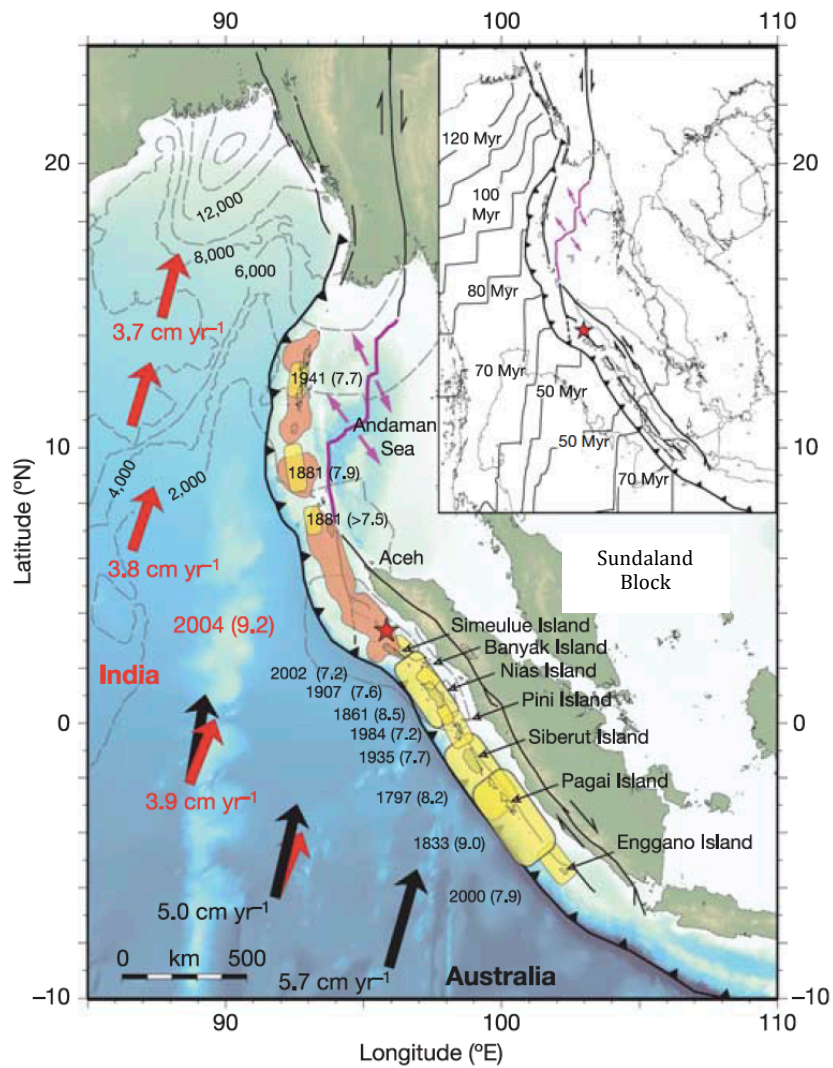 90
100
110
20
10
0
−10
Latitude (ºN)
12,000
8,000
6,000
4,000
2,000
3.7 cm yr−1
3.8 cm yr−1
2004 (9.2)
India
3.9 cm yr−1
5.0 cm yr−1
5.7 cm yr−1
Australia
0 km 500
1941 (7.7)
Andaman
Sea
1881 (7.9)
1881 (>7.5)
Aceh
Simeulue Island
Banyak Island
Nias Island
Pini Island
Siberut Island
Pagai Island
Enggano Island
2002 (7.2)
1907 (7.6)
1861 (8.5)
1984 (7.2)
1935 (7.7)
1797 (8.2)
1833 (9.0)
2000 (7.9)
Sundaland
Block
120 Myr
100
Myr
80 Myr
70 Myr
50 Myr
50 Myr
70 Myr
20
10
0
−10
90
100
110
Longitude (ºE)